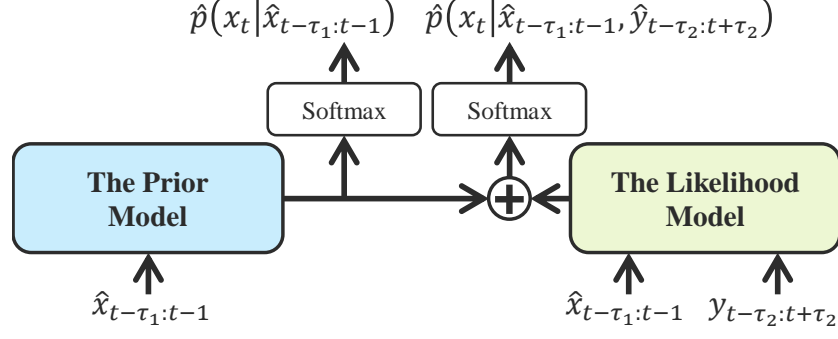 p̂(x_t|x̂_{t−τ₁:t−1}) p̂(x_t|x̂_{t−τ₁:t−1}, ŷ_{t−τ₂:t+τ₂})
Softmax Softmax
The Prior
Model
+
The Likelihood
Model
x̂_{t−τ₁:t−1} x̂_{t−τ₁:t−1} y_{t−τ₂:t+τ₂}